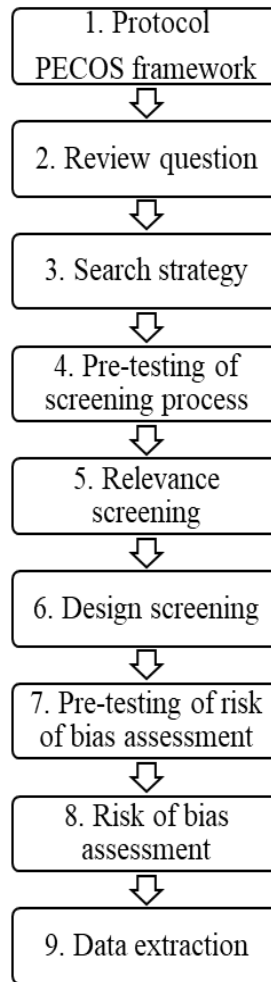 1. Protocol
PECOS framework
2. Review question
3. Search strategy
4. Pre-testing of
screening process
5. Relevance
screening
6. Design screening
7. Pre-testing of risk
of bias assessment
8. Risk of bias
assessment
9. Data extraction